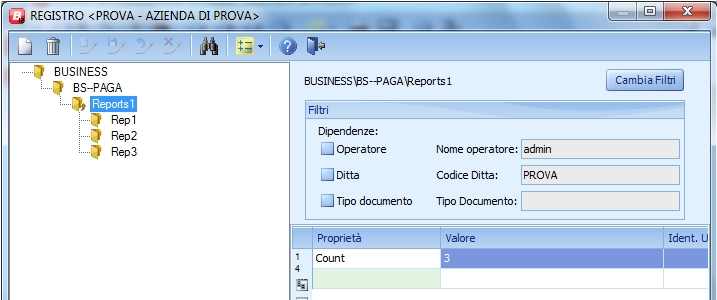 REGISTRO <PROVA - AZIENDA DI PROVA>
BUSINESS
BS--PAGA
Reports1
Rep1
Rep2
Rep3
BUSINESS\BS--PAGA\Reports1
Cambia Filtri
Filtri
Dipendenze:
Operatore Nome operatore: admin
Ditta Codice Ditta: PROVA
Tipo documento Tipo Documento:
Proprietà Valore Ident. U
1 Count 3
4